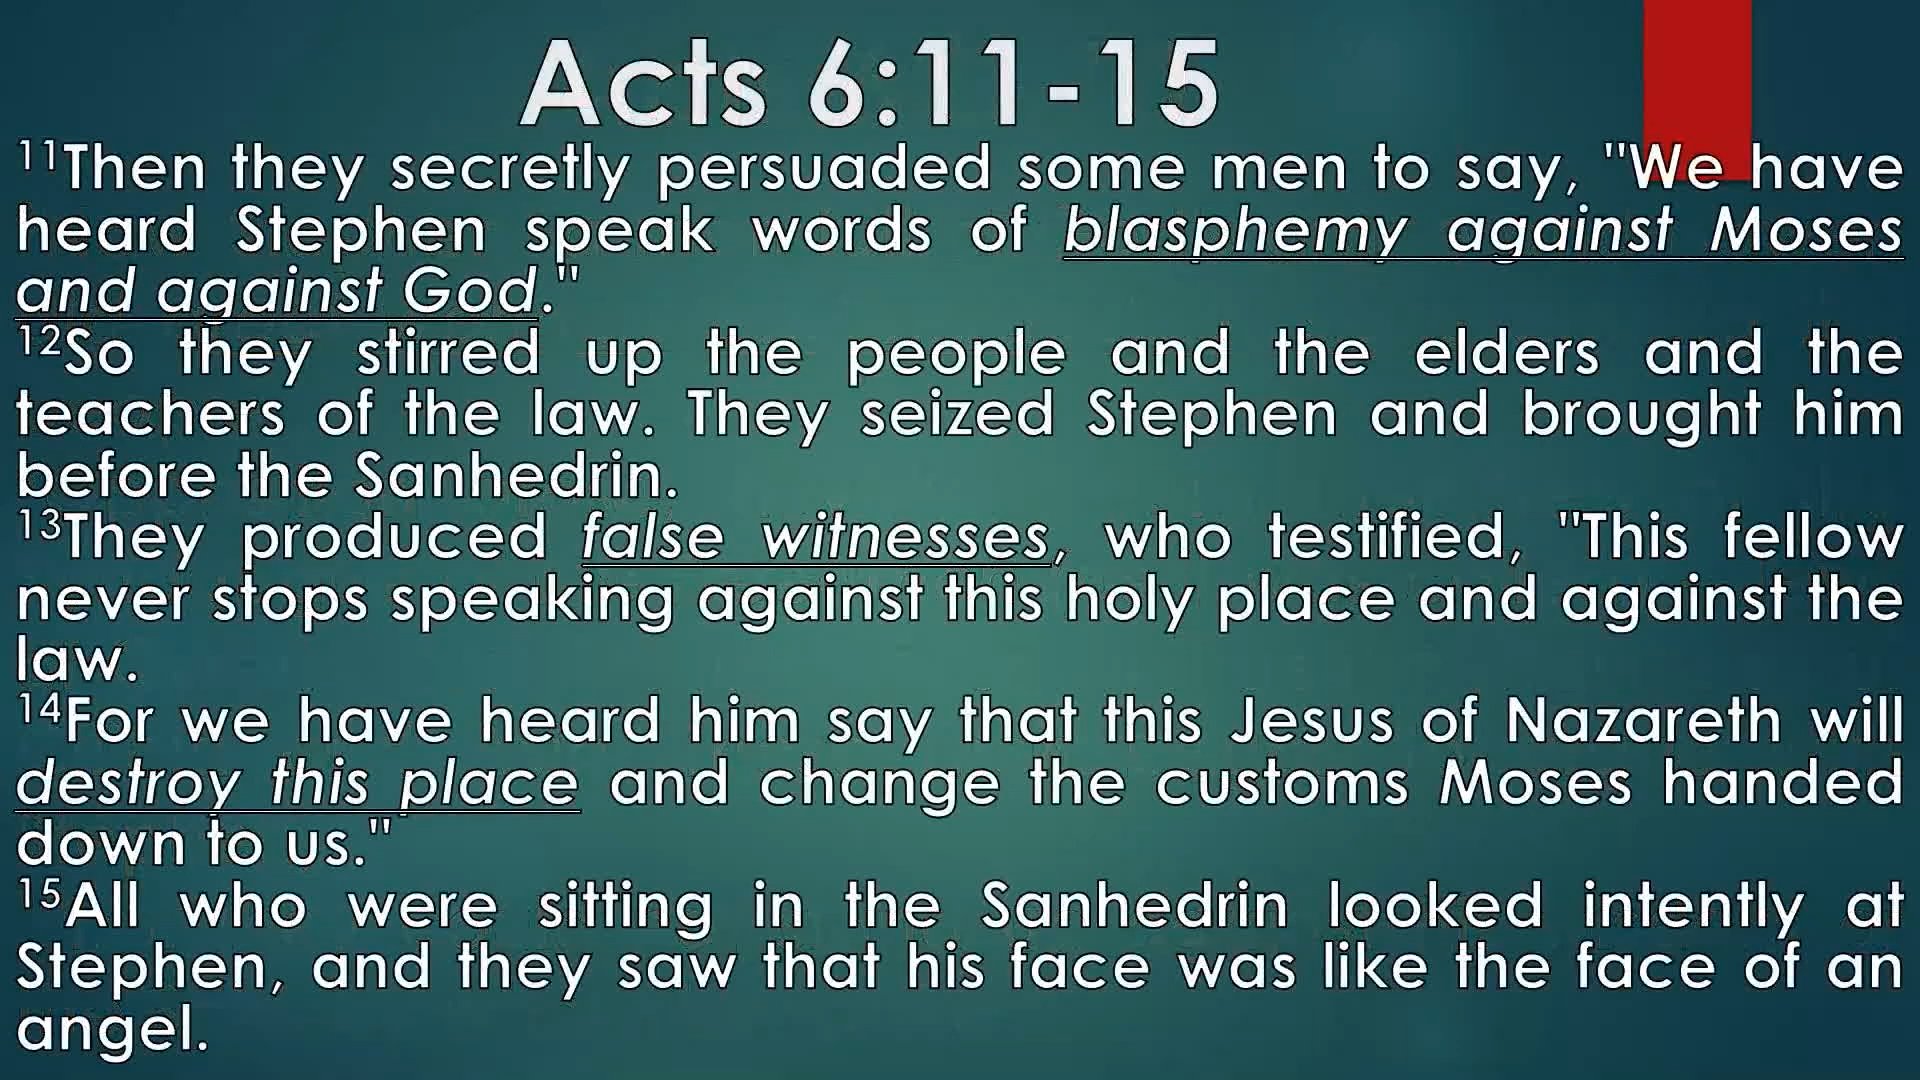 Acts 6:11-15
¹¹Then they secretly persuaded some men to say, "We have
heard Stephen speak words of blasphemy against Moses
and against God."
¹²So they stirred up the people and the elders and the
teachers of the law. They seized Stephen and brought him
before the Sanhedrin.
¹³They produced false witnesses, who testified, "This fellow
never stops speaking against this holy place and against the
law.
¹⁴For we have heard him say that this Jesus of Nazareth will
destroy this place and change the customs Moses handed
down to us."
¹⁵All who were sitting in the Sanhedrin looked intently at
Stephen, and they saw that his face was like the face of an
angel.